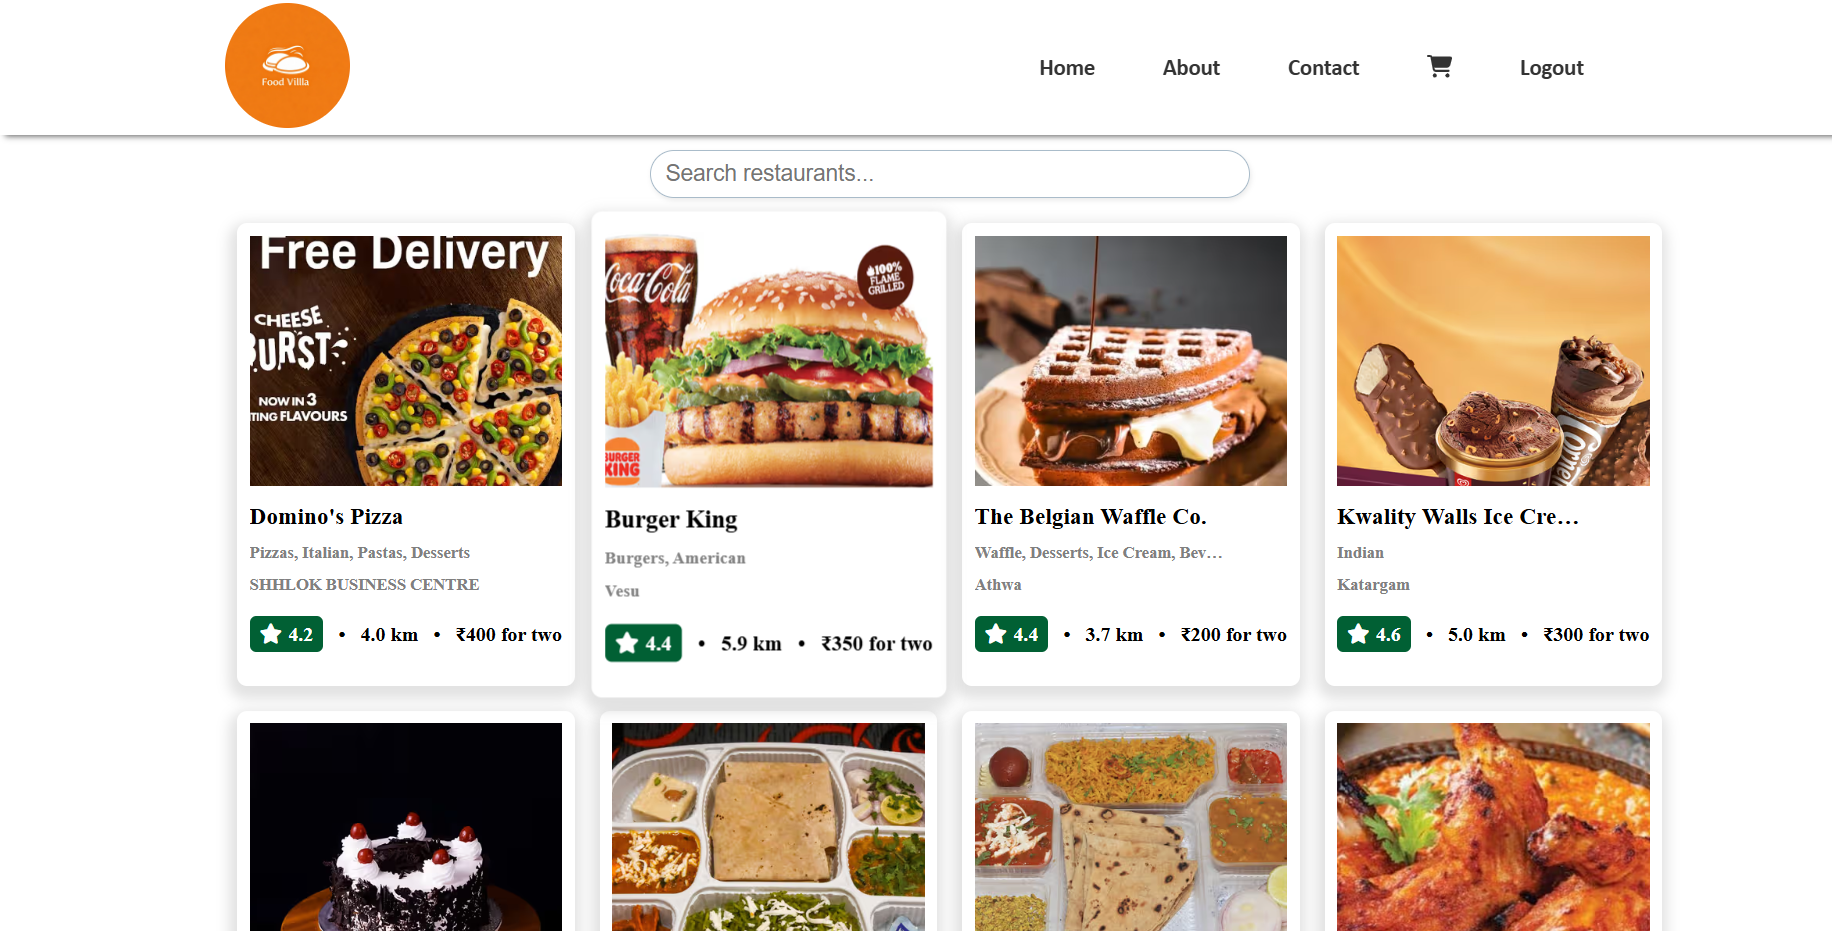 Food Villla
Home
About
Contact
Logout
Search restaurants...
Free Delivery
CHEESE
BURST
NOW IN 3
TING FLAVOURS
Domino's Pizza
Pizzas, Italian, Pastas, Desserts
SHHLOK BUSINESS CENTRE
4.2 • 4.0 km • ₹400 for two
Coca-Cola
100%
FLAME
GRILLED
BURGER
KING
Burger King
Burgers, American
Vesu
4.4 • 5.9 km • ₹350 for two
The Belgian Waffle Co.
Waffle, Desserts, Ice Cream, Bev...
Athwa
4.4 • 3.7 km • ₹200 for two
Kwality Walls Ice Cre...
Indian
Katargam
4.6 • 5.0 km • ₹300 for two